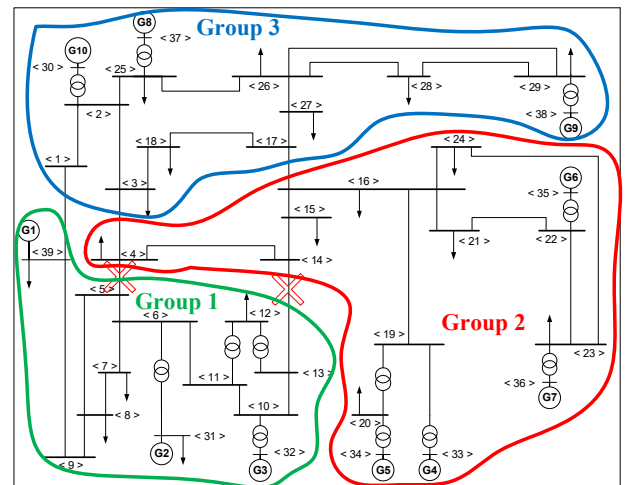 G8
Group 3
< 37 >
G10
< 30 >
< 25 >
< 26 >
< 28 >
< 29 >
< 2 >
< 27 >
< 38 >
G9
< 18 >
< 17 >
< 24 >
< 1 >
< 16 >
G6
< 3 >
< 35 >
< 15 >
G1
< 21 >
< 22 >
< 39 >
< 4 >
< 14 >
< 5 >
Group 1
< 6 >
< 12 >
Group 2
< 19 >
< 23 >
< 7 >
< 11 >
< 13 >
< 36 >
G7
< 8 >
< 10 >
< 20 >
< 31 >
G2
< 9 >
G3
< 32 >
< 34 >
G5
G4
< 33 >